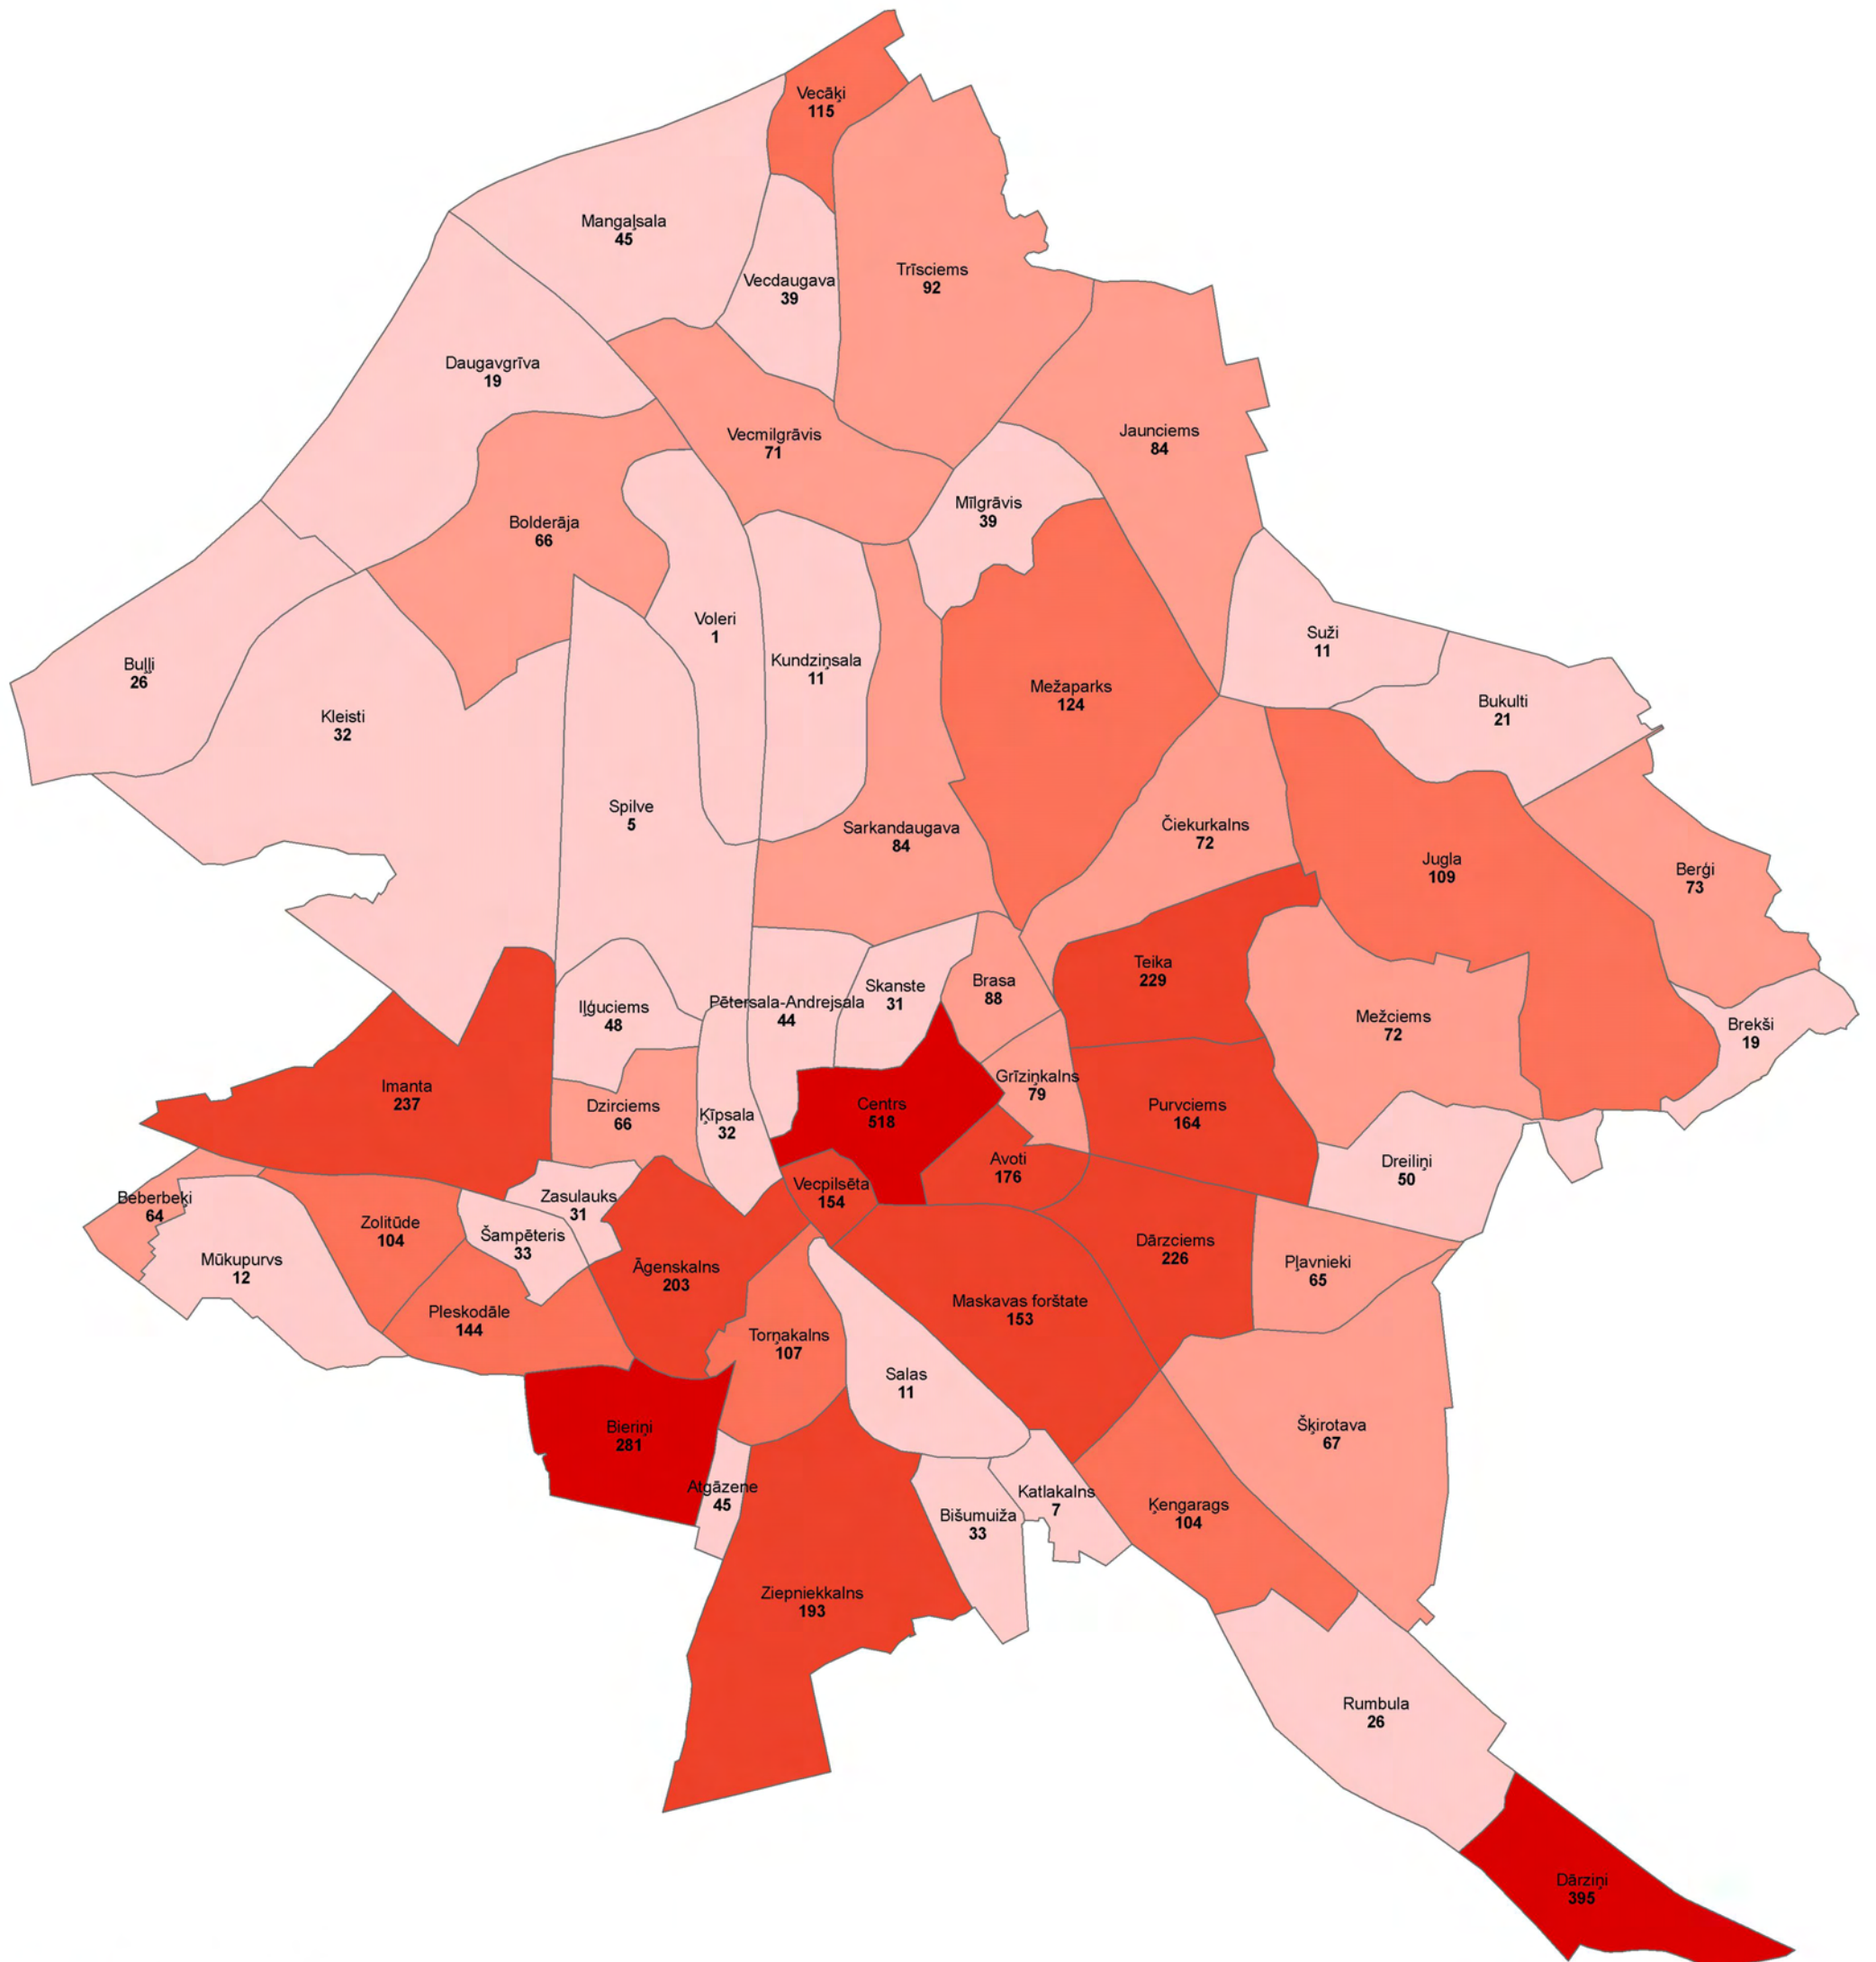 Vecāķi
115
Mangaļsala
45
Trīsciems
92
Vecdaugava
39
Daugavgrīva
19
Jaunciems
84
Vecmilgrāvis
71
Mīlgrāvis
39
Bolderāja
66
Voleri
1
Suži
11
Buļļi
26
Kundziņsala
11
Mežaparks
124
Bukulti
21
Kleisti
32
Spilve
5
Čiekurkalns
72
Sarkandaugava
84
Jugla
109
Berģi
73
Teika
229
Brasa
88
Skanste
31
Pētersala-Andrejsala
44
Iļģuciems
48
Mežciems
72
Brekši
19
Grīziņkalns
79
Imanta
237
Centrs
518
Purvciems
164
Dzirciems
66
Ķīpsala
32
Avoti
176
Dreiliņi
50
Vecpilsēta
154
Beberbeķi
64
Zasulauks
31
Zolitūde
104
Šampēteris
33
Dārzciems
226
Mūkupurvs
12
Āgenskalns
203
Pļavnieki
65
Maskavas forštate
153
Pleskodāle
144
Torņakalns
107
Salas
11
Bieriņi
281
Šķirotava
67
Atgāzene
45
Katlakalns
7
Ķengarags
104
Bišumuiža
33
Ziepniekkalns
193
Rumbula
26
Dārziņi
395